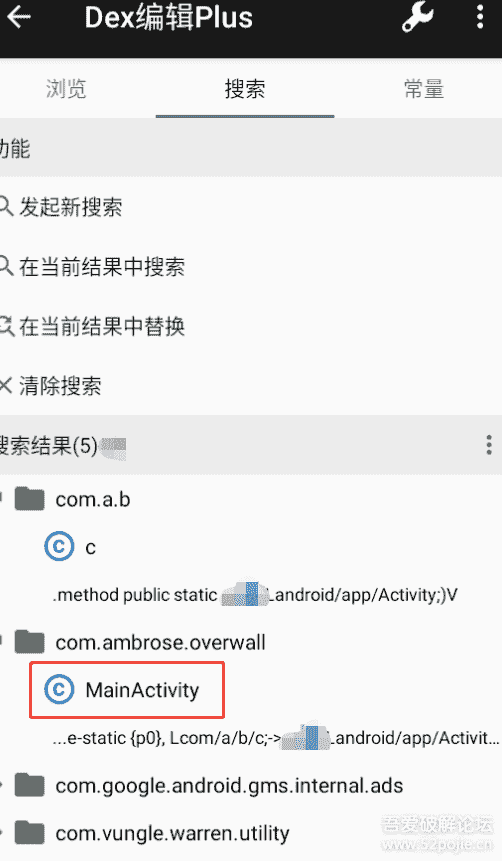 Dex编辑Plus
浏览 搜索 常量
功能
发起新搜索
在当前结果中搜索
在当前结果中替换
清除搜索
搜索结果(5)
com.a.b
c
.method public static android/app/Activity;)V
com.ambrose.overwall
MainActivity
...e-static {p0}, Lcom/a/b/c;-> android/app/Activit...
com.google.android.gms.internal.ads
com.vungle.warren.utility
吾爱破解论坛
www.52pojie.cn